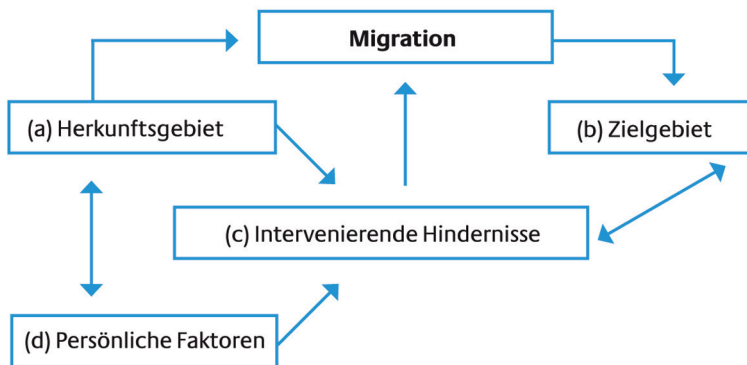 Migration
(a) Herkunftsgebiet
(b) Zielgebiet
(c) Intervenierende Hindernisse
(d) Persönliche Faktoren